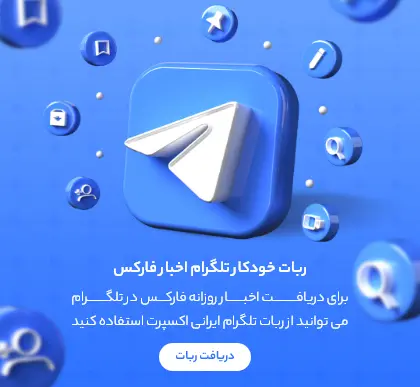 ربات خودکار تلگرام اخبار فارکس
برای دریافت اخبار روزانه فارکس در تلگرام
می توانید از ربات تلگرام ایرانی اکسپرت استفاده کنید
دریافت ربات